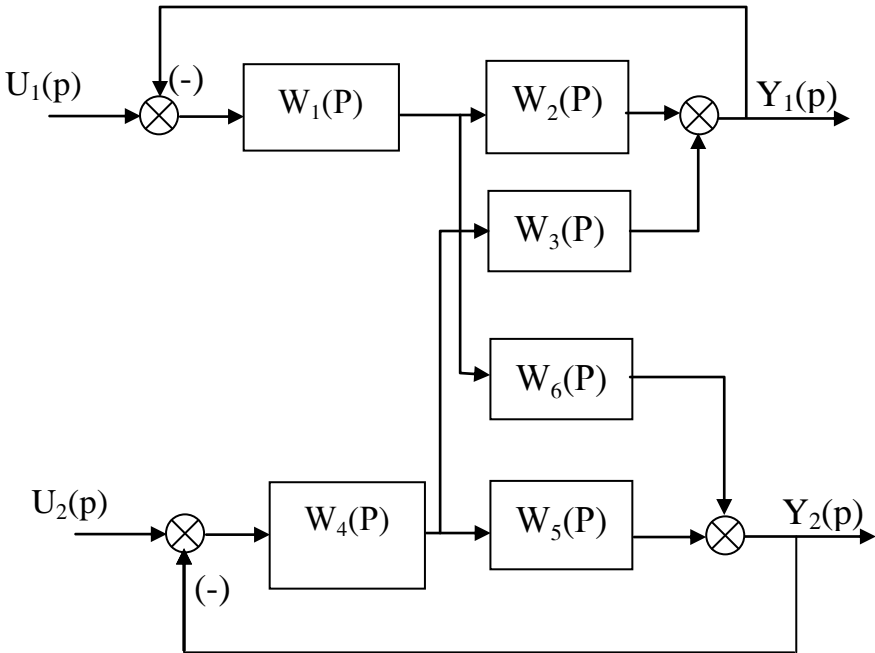 U₁(p)
(-)
W₁(P)
W₂(P)
Y₁(p)
W₃(P)
W₆(P)
U₂(p)
(-)
W₄(P)
W₅(P)
Y₂(p)